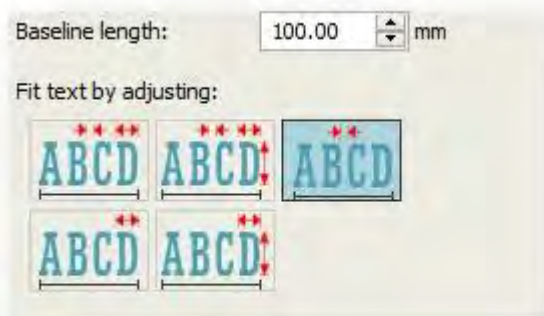 Baseline length: 100.00 mm
Fit text by adjusting:
ABCD ABCD ABCD
ABCD ABCD